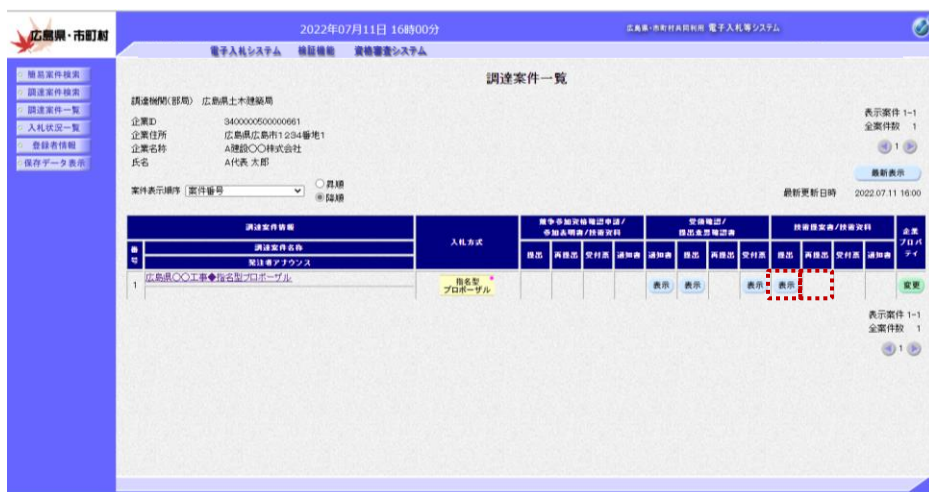 広島県・市町村
2022年07月11日 16時00分
広島県・市町村共同利用 電子入札等システム
電子入札システム 検証機能 資格審査システム
簡易案件検索
調達案件検索
調達案件一覧
入札状況一覧
登録者情報
保存データ表示
調達案件一覧
調達機関(部局) 広島県土木建築局
企業ID 3400000500000661
企業住所 広島県広島市1234番地1
企業名称 A建設〇〇株式会社
氏名 A代表 太郎
表示案件 1-1
全案件数 1
1
最新表示
案件表示順序 案件番号
昇順
降順
最新更新日時 2022.07.11 16:00
調達案件情報
番号
調達案件名称
発注者アナウンス
入札方式
競争参加資格確認申請/
参加表明書/技術資料
提出 再提出 受付票 通知書
受領確認/
提出意思確認書
通知書 提出 再提出 受付票
技術提案書/技術資料
提出 再提出 受付票 通知書
企業プロパティ
1 広島県〇〇工事◆指名型プロポーザル
指名型
プロポーザル
表示 表示 表示 表示 変更
表示案件 1-1
全案件数 1
1